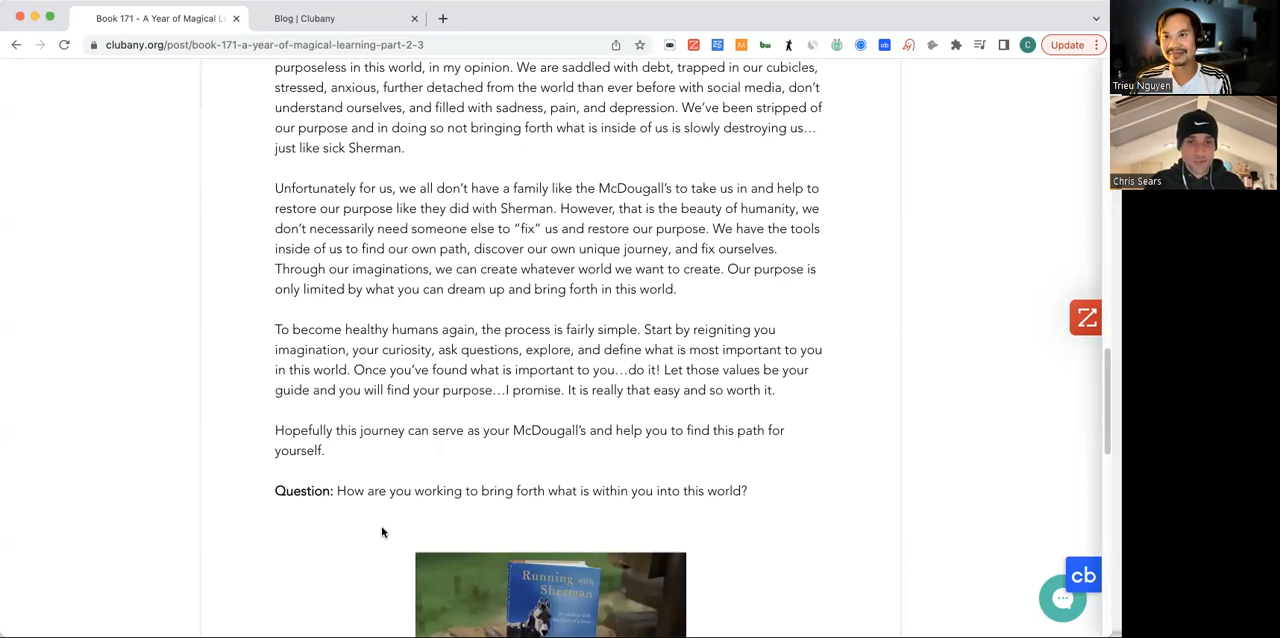 Book 171 - A Year of Magical L
Blog | Clubany
clubany.org/post/book-171-a-year-of-magical-learning-part-2-3
Update
purposeless in this world, in my opinion. We are saddled with debt, trapped in our cubicles,
stressed, anxious, further detached from the world than ever before with social media, don’t
understand ourselves, and filled with sadness, pain, and depression. We’ve been stripped of
our purpose and in doing so not bringing forth what is inside of us is slowly destroying us…
just like sick Sherman.
Unfortunately for us, we all don’t have a family like the McDougall’s to take us in and help to
restore our purpose like they did with Sherman. However, that is the beauty of humanity, we
don’t necessarily need someone else to “fix” us and restore our purpose. We have the tools
inside of us to find our own path, discover our own unique journey, and fix ourselves.
Through our imaginations, we can create whatever world we want to create. Our purpose is
only limited by what you can dream up and bring forth in this world.
To become healthy humans again, the process is fairly simple. Start by reigniting you
imagination, your curiosity, ask questions, explore, and define what is most important to you
in this world. Once you’ve found what is important to you…do it! Let those values be your
guide and you will find your purpose…I promise. It is really that easy and so worth it.
Hopefully this journey can serve as your McDougall’s and help you to find this path for
yourself.
Question: How are you working to bring forth what is within you into this world?
Running with
Sherman
cb
Trieu Nguyen
Chris Sears